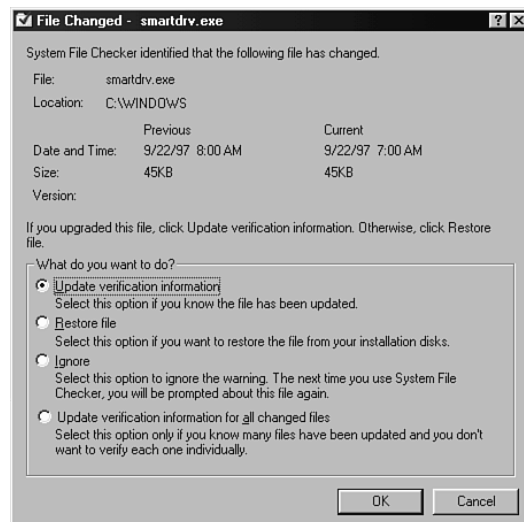 File Changed - smartdrv.exe
System File Checker identified that the following file has changed.
File: smartdrv.exe
Location: C:\WINDOWS
Previous Current
Date and Time: 9/22/97 8:00 AM 9/22/97 7:00 AM
Size: 45KB 45KB
Version:
If you upgraded this file, click Update verification information. Otherwise, click Restore
file.
What do you want to do?
Update verification information
Select this option if you know the file has been updated.
Restore file
Select this option if you want to restore the file from your installation disks.
Ignore
Select this option to ignore the warning. The next time you use System File
Checker, you will be prompted about this file again.
Update verification information for all changed files
Select this option only if you know many files have been updated and you don't
want to verify each one individually.
OK Cancel